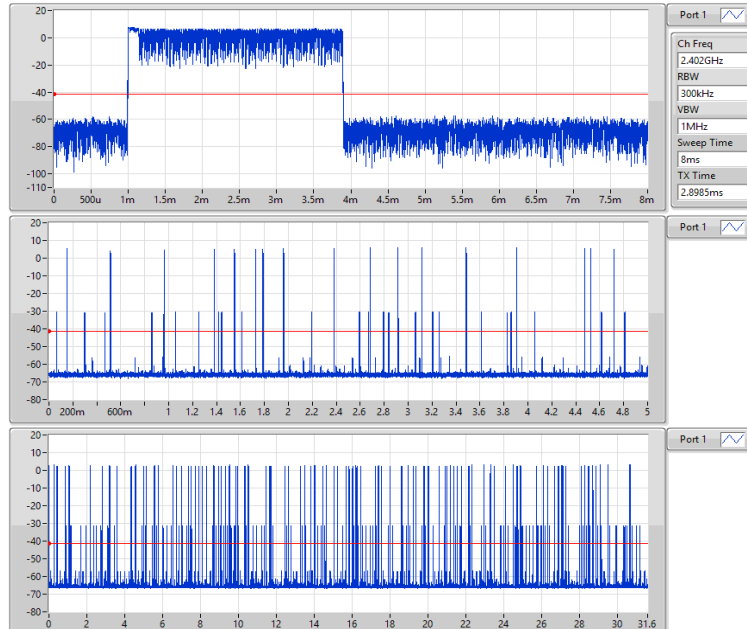 20
0
-20
-40
-60
-80
-100
-110
0 500u 1m 1.5m 2m 2.5m 3m 3.5m 4m 4.5m 5m 5.5m 6m 6.5m 7m 7.5m 8m
Port 1
Ch Freq
2.402GHz
RBW
300kHz
VBW
1MHz
Sweep Time
8ms
TX Time
2.8985ms
20
10
0
-10
-20
-30
-40
-50
-60
-70
-80
0 200m 600m 1 1.2 1.4 1.6 1.8 2 2.2 2.4 2.6 2.8 3 3.2 3.4 3.6 3.8 4 4.2 4.4 4.6 4.8 5
Port 1
20
10
0
-10
-20
-30
-40
-50
-60
-70
-80
0 2 4 6 8 10 12 14 16 18 20 22 24 26 28 30 31.6
Port 1